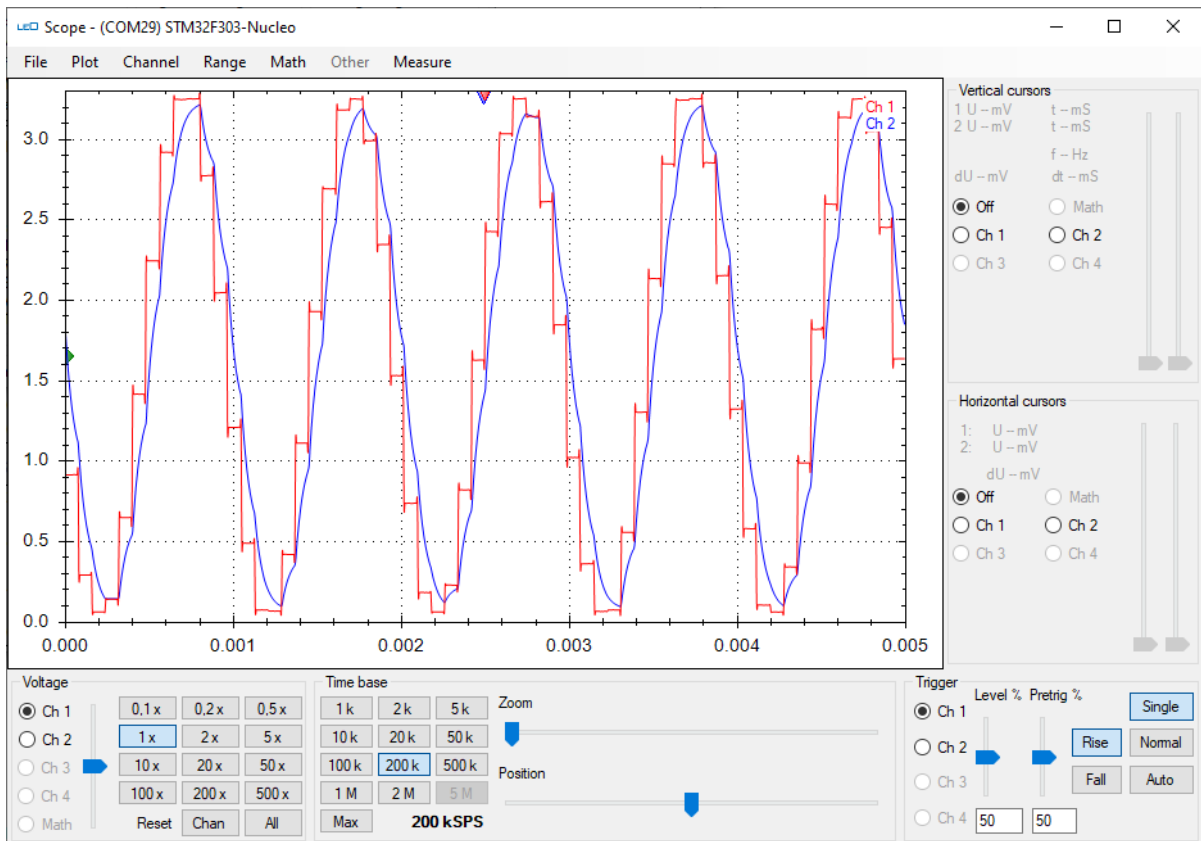 LEO Scope - (COM29) STM32F303-Nucleo
File Plot Channel Range Math Other Measure
Ch 1
Ch 2
3.0
2.5
2.0
1.5
1.0
0.5
0.0
0.000 0.001 0.002 0.003 0.004 0.005
Vertical cursors
1 U -- mV t -- mS
2 U -- mV t -- mS
f -- Hz
dU -- mV dt -- mS
Off Math
Ch 1 Ch 2
Ch 3 Ch 4
Horizontal cursors
1: U -- mV
2: U -- mV
dU -- mV
Off Math
Ch 1 Ch 2
Ch 3 Ch 4
Voltage
Ch 1 0,1 x 0,2 x 0,5 x
Ch 2 1 x 2 x 5 x
Ch 3 10 x 20 x 50 x
Ch 4 100 x 200 x 500 x
Math Reset Chan All
Time base
1 k 2 k 5 k Zoom
10 k 20 k 50 k
100 k 200 k 500 k Position
1 M 2 M 5 M
Max 200 kSPS
Trigger
Level % Pretrig %
Ch 1 Single
Ch 2 Rise Normal
Ch 3 Fall Auto
Ch 4 50 50